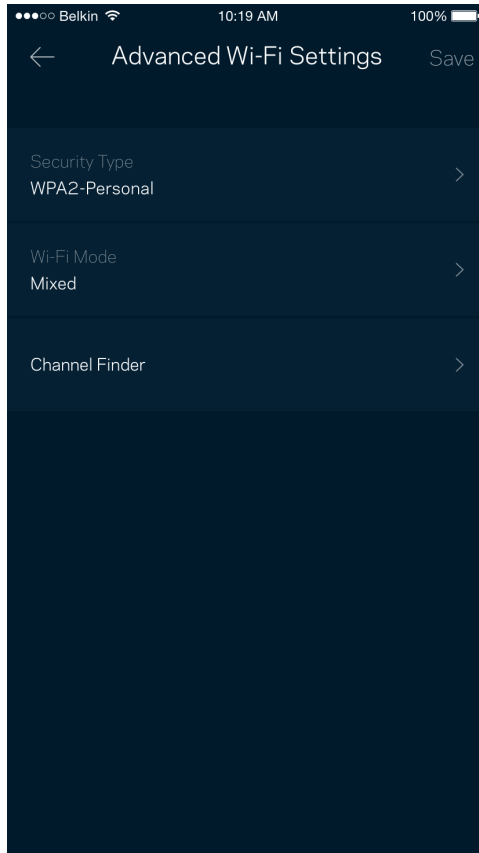 Belkin 10:19 AM 100%
Advanced Wi-Fi Settings Save
Security Type
WPA2-Personal
Wi-Fi Mode
Mixed
Channel Finder